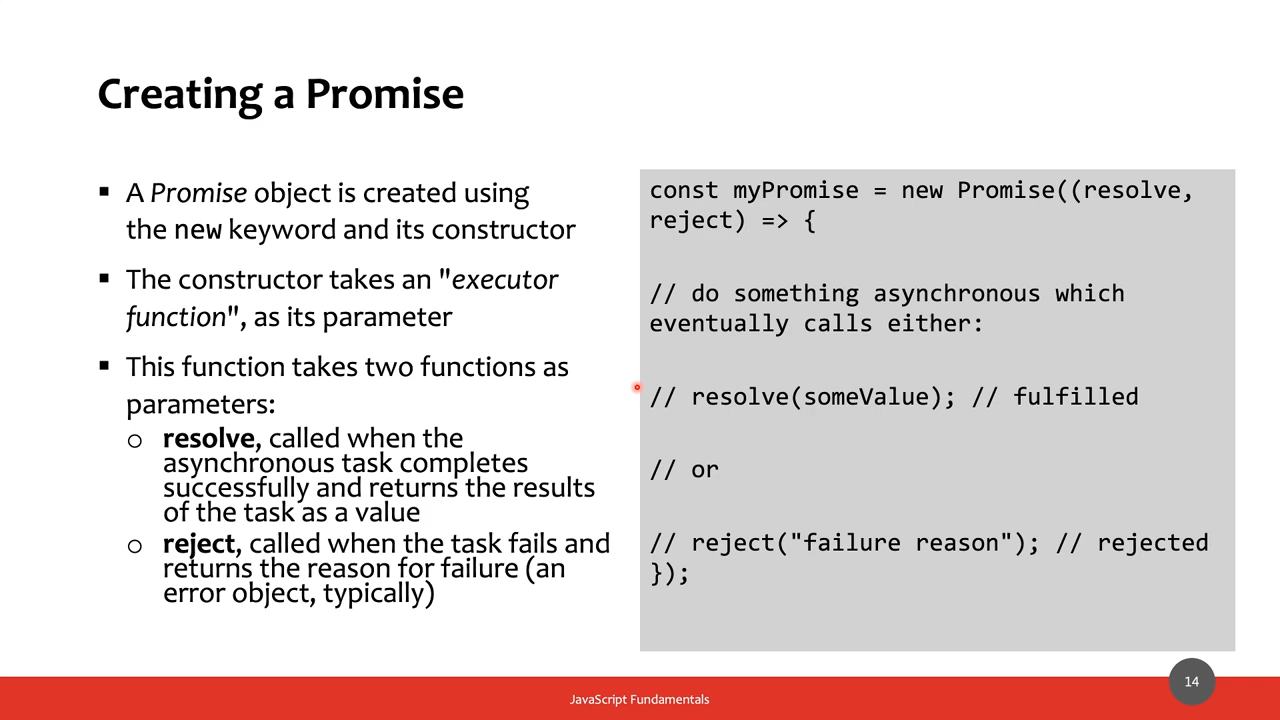 Creating a Promise
▪ A Promise object is created using
the new keyword and its constructor
▪ The constructor takes an "executor
function", as its parameter
▪ This function takes two functions as
parameters:
o resolve, called when the
asynchronous task completes
successfully and returns the results
of the task as a value
o reject, called when the task fails and
returns the reason for failure (an
error object, typically)
const myPromise = new Promise((resolve,
reject) => {
// do something asynchronous which
eventually calls either:
// resolve(someValue); // fulfilled
// or
// reject("failure reason"); // rejected
});
JavaScript Fundamentals
14